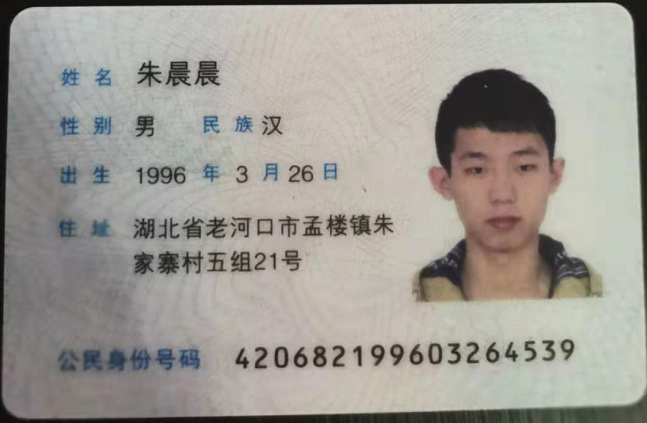 姓名 朱晨晨
性别 男 民族 汉
出生 1996 年 3 月 26 日
住址 湖北省老河口市孟楼镇朱
家寨村五组21号
公民身份号码 420682199603264539